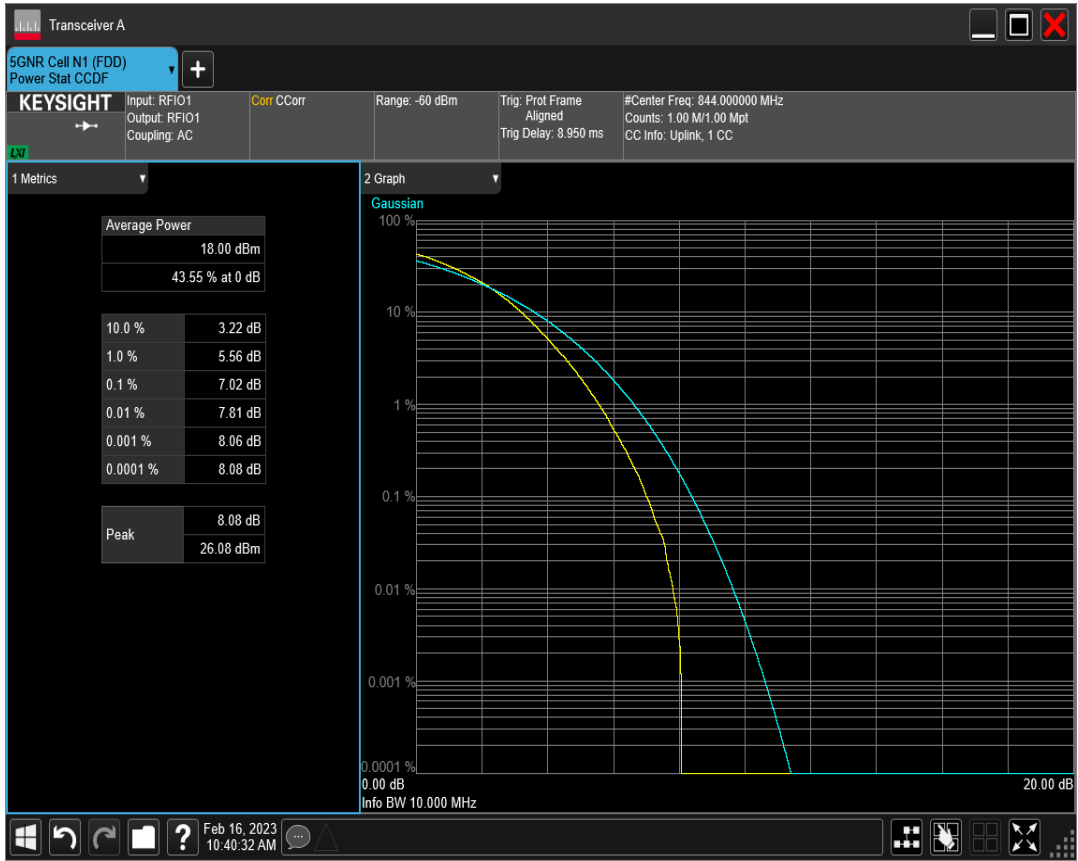 Transceiver A
5GNR Cell N1 (FDD)
Power Stat CCDF
+
KEYSIGHT
LXI
Input: RFIO1
Output: RFIO1
Coupling: AC
Corr CCorr
Range: -60 dBm
Trig: Prot Frame
Aligned
Trig Delay: 8.950 ms
#Center Freq: 844.000000 MHz
Counts: 1.00 M/1.00 Mpt
CC Info: Uplink, 1 CC
1 Metrics
Average Power
18.00 dBm
43.55 % at 0 dB
10.0 % 3.22 dB
1.0 % 5.56 dB
0.1 % 7.02 dB
0.01 % 7.81 dB
0.001 % 8.06 dB
0.0001 % 8.08 dB
Peak
8.08 dB
26.08 dBm
2 Graph
Gaussian
100 %
10 %
1 %
0.1 %
0.01 %
0.001 %
0.0001 %
0.00 dB 20.00 dB
Info BW 10.000 MHz
?
Feb 16, 2023
10:40:32 AM